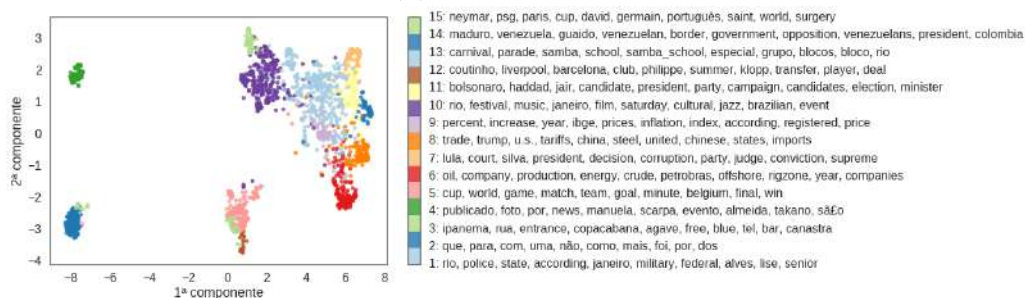 3
2
1
0
−1
−2
−3
−4
2ª componente
−8
−6
−4
−2
0
2
4
6
8
1ª componente
15: neymar, psg, paris, cup, david, germain, português, saint, world, surgery
14: maduro, venezuela, guaido, venezuelan, border, government, opposition, venezuelans, president, colombia
13: carnival, parade, samba, school, samba_school, especial, grupo, blocos, bloco, rio
12: coutinho, liverpool, barcelona, club, philippe, summer, klopp, transfer, player, deal
11: bolsonaro, haddad, jair, candidate, president, party, campaign, candidates, election, minister
10: rio, festival, music, janeiro, film, saturday, cultural, jazz, brazilian, event
9: percent, increase, year, ibge, prices, inflation, index, according, registered, price
8: trade, trump, u.s., tariffs, china, steel, united, chinese, states, imports
7: lula, court, silva, president, decision, corruption, party, judge, conviction, supreme
6: oil, company, production, energy, crude, petrobras, offshore, rigzone, year, companies
5: cup, world, game, match, team, goal, minute, belgium, final, win
4: publicado, foto, por, news, manuela, scarpa, evento, almeida, takano, sã£o
3: ipanema, rua, entrance, copacabana, agave, free, blue, tel, bar, canastra
2: que, para, com, uma, não, como, mais, foi, por, dos
1: rio, police, state, according, janeiro, military, federal, alves, lise, senior